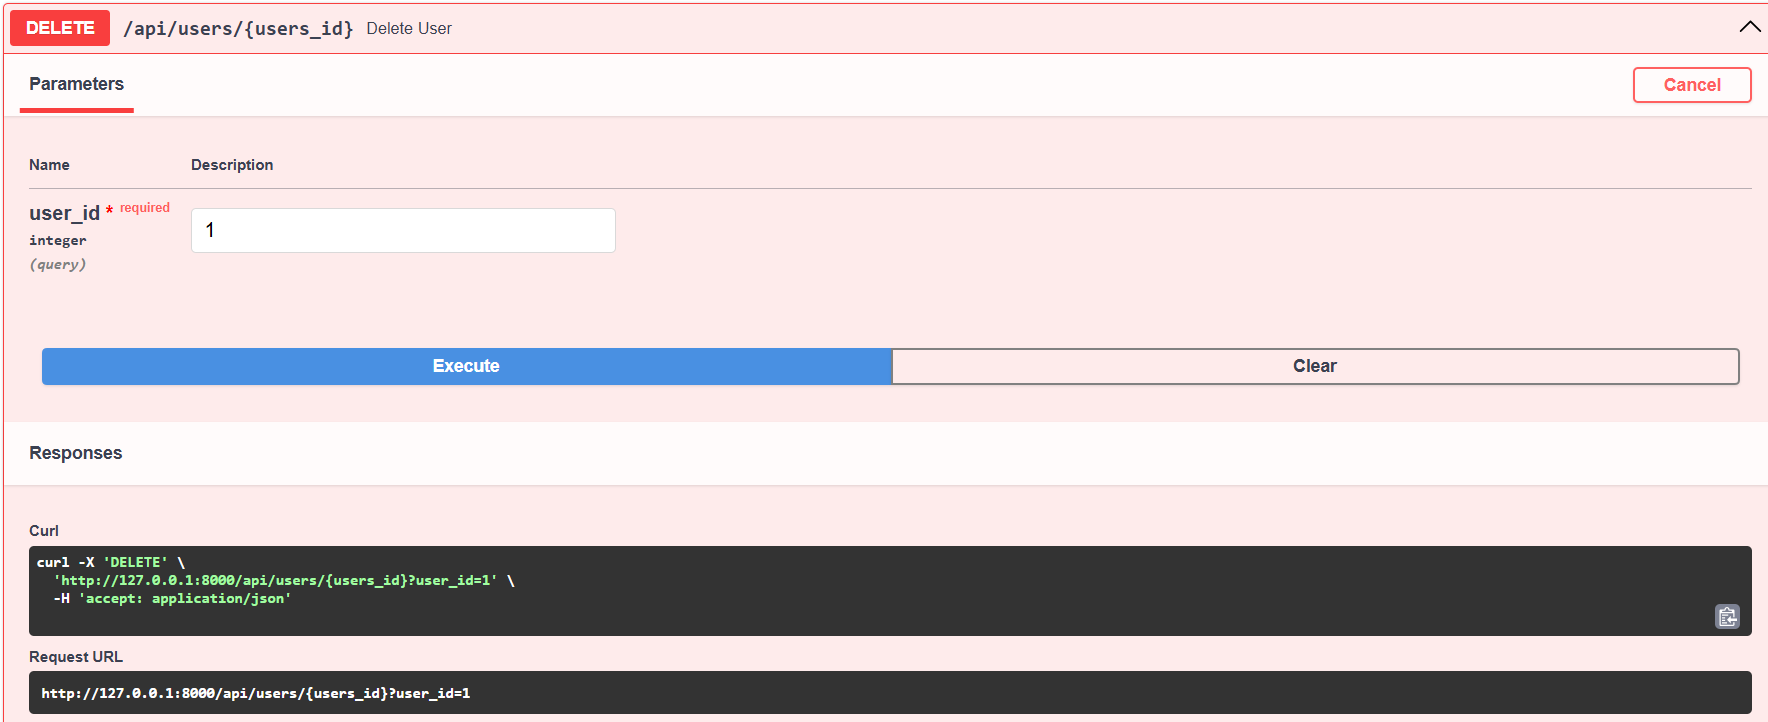 DELETE /api/users/{users_id} Delete User
Parameters
Cancel
Name Description
user_id * required
integer
(query)
1
Execute Clear
Responses
Curl
curl -X 'DELETE' \
  'http://127.0.0.1:8000/api/users/{users_id}?user_id=1' \
  -H 'accept: application/json'
Request URL
http://127.0.0.1:8000/api/users/{users_id}?user_id=1